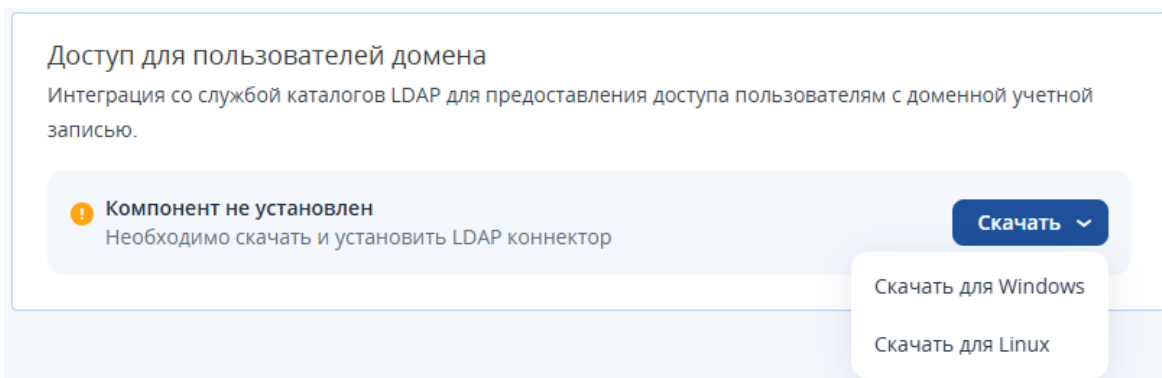 Доступ для пользователей домена
Интеграция со службой каталогов LDAP для предоставления доступа пользователям с доменной учетной
записью.
Компонент не установлен
Необходимо скачать и установить LDAP коннектор
Скачать
Скачать для Windows
Скачать для Linux